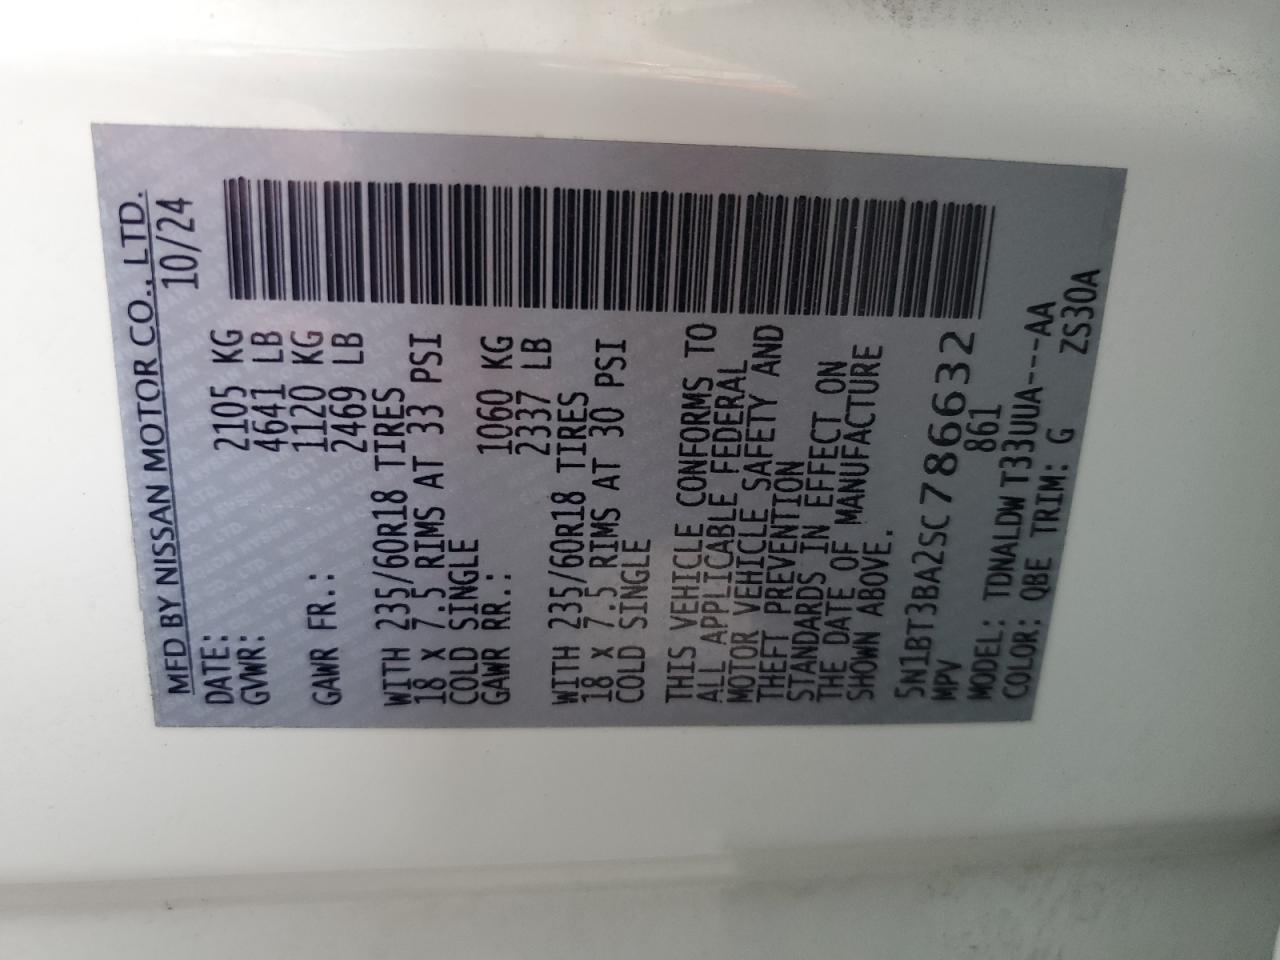 MFD BY NISSAN MOTOR CO., LTD.
DATE: 10/24
GVWR: 2105 KG
4641 LB
GAWR FR.: 1120 KG
2469 LB
WITH 235/60R18 TIRES
18 x 7.5 RIMS AT 33 PSI
COLD SINGLE
GAWR RR.: 1060 KG
2337 LB
WITH 235/60R18 TIRES
18 x 7.5 RIMS AT 30 PSI
COLD SINGLE
THIS VEHICLE CONFORMS TO
ALL APPLICABLE FEDERAL
MOTOR VEHICLE SAFETY AND
THEFT PREVENTION
STANDARDS IN EFFECT ON
THE DATE OF MANUFACTURE
SHOWN ABOVE.
5N1BT3BA2SC786632
MPV 861
MODEL: TDNALDW T33UUA---AA
COLOR: QBE TRIM: G ZS30A